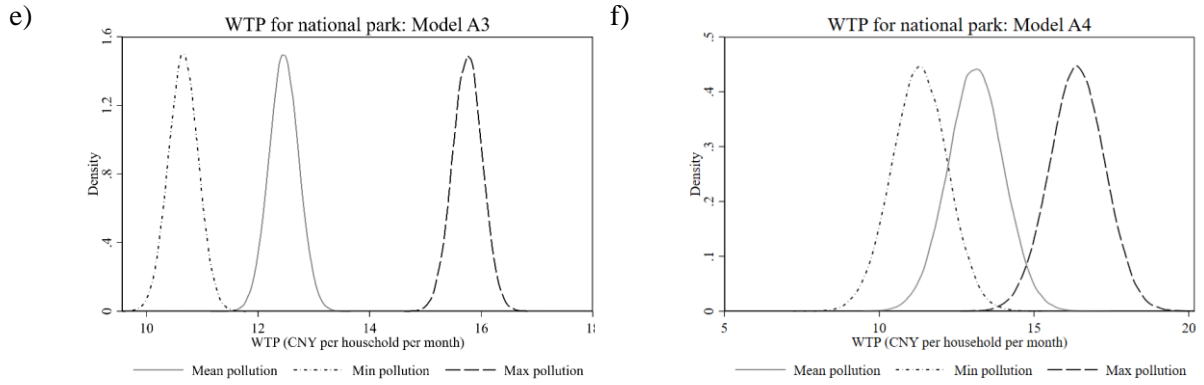 e)
WTP for national park: Model A3
Density
1.6
1.2
.8
.4
0
10 12 14 16 18
WTP (CNY per household per month)
Mean pollution Min pollution Max pollution
f)
WTP for national park: Model A4
Density
.5
.4
.3
.2
.1
0
5 10 15 20
WTP (CNY per household per month)
Mean pollution Min pollution Max pollution